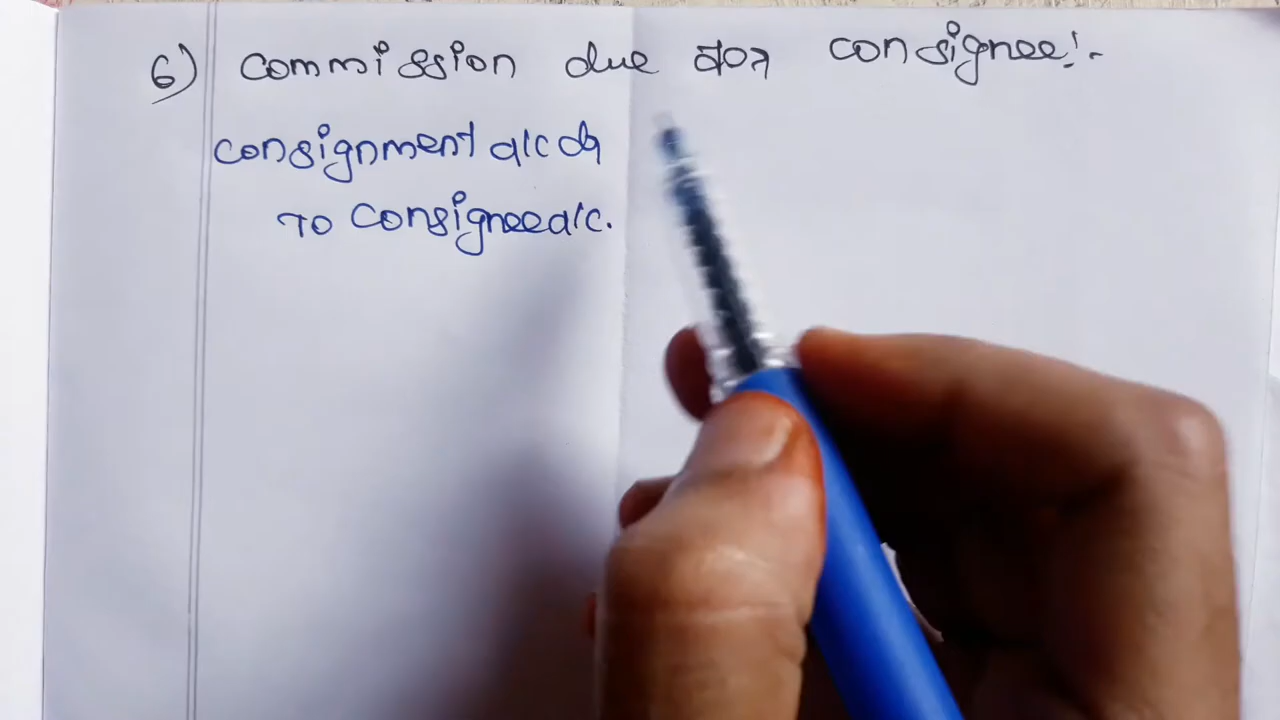 6) Commission due for consignee:-
consignment a/c dr
To Consignee a/c.